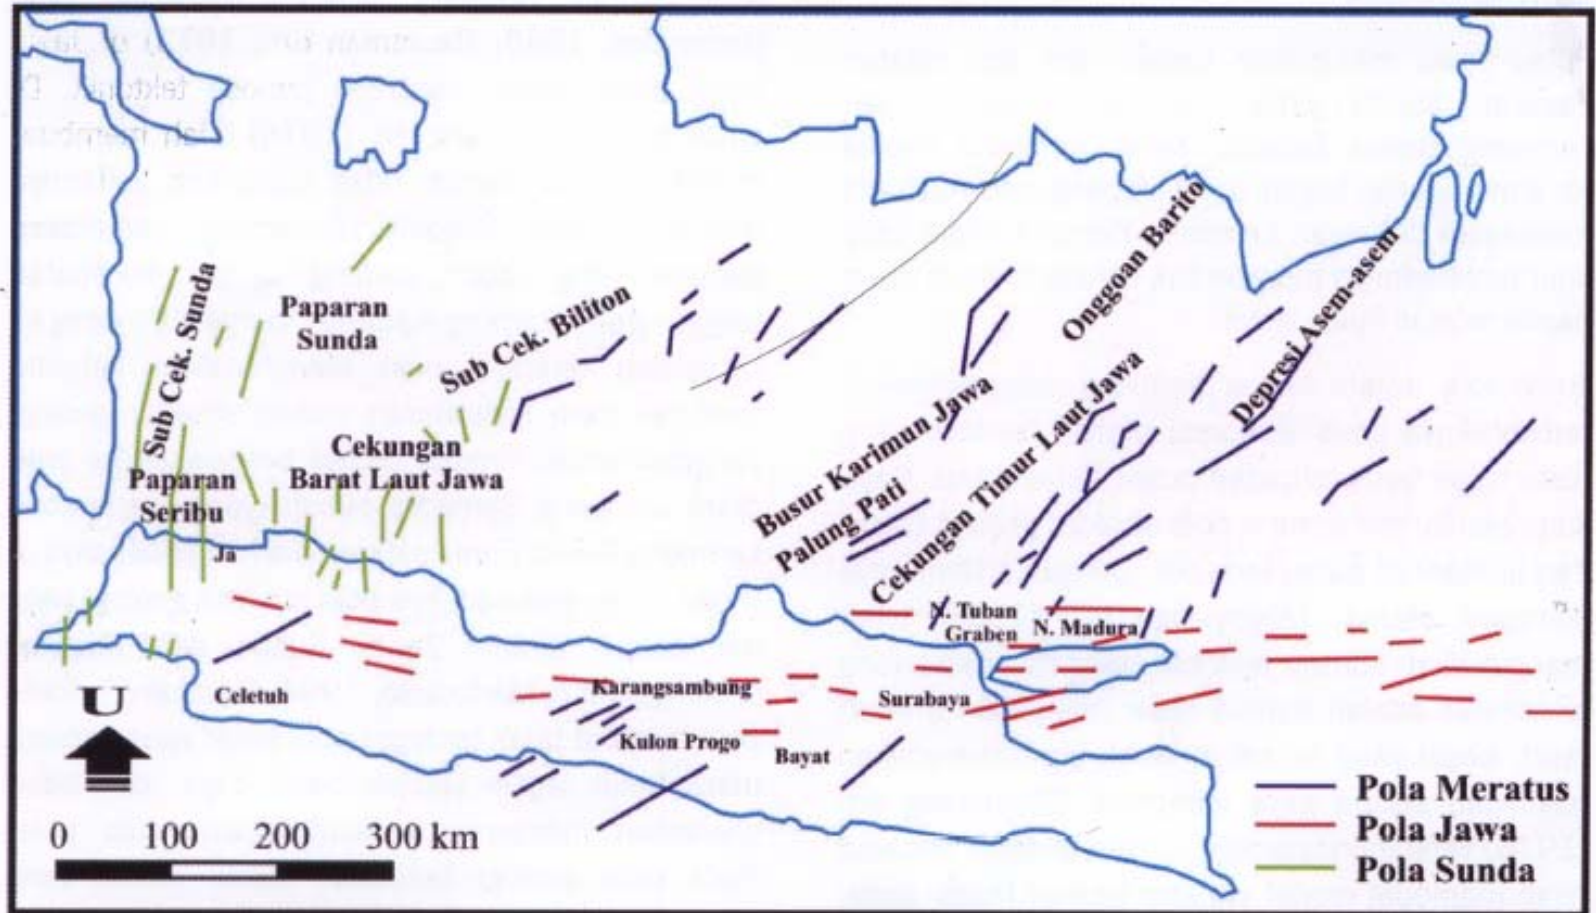 Sub Cek. Sunda
Paparan
Sunda
Sub Cek. Biliton
Onggoan Barito
Depresi Asem-asem
Cekungan
Barat Laut Jawa
Paparan
Seribu
Ja
Busur Karimun Jawa
Palung Pati
Cekungan Timur Laut Jawa
N. Tuban
Graben
N. Madura
Celetuh
Karangsambung
Surabaya
Kulon Progo
Bayat
U
0 100 200 300 km
Pola Meratus
Pola Jawa
Pola Sunda